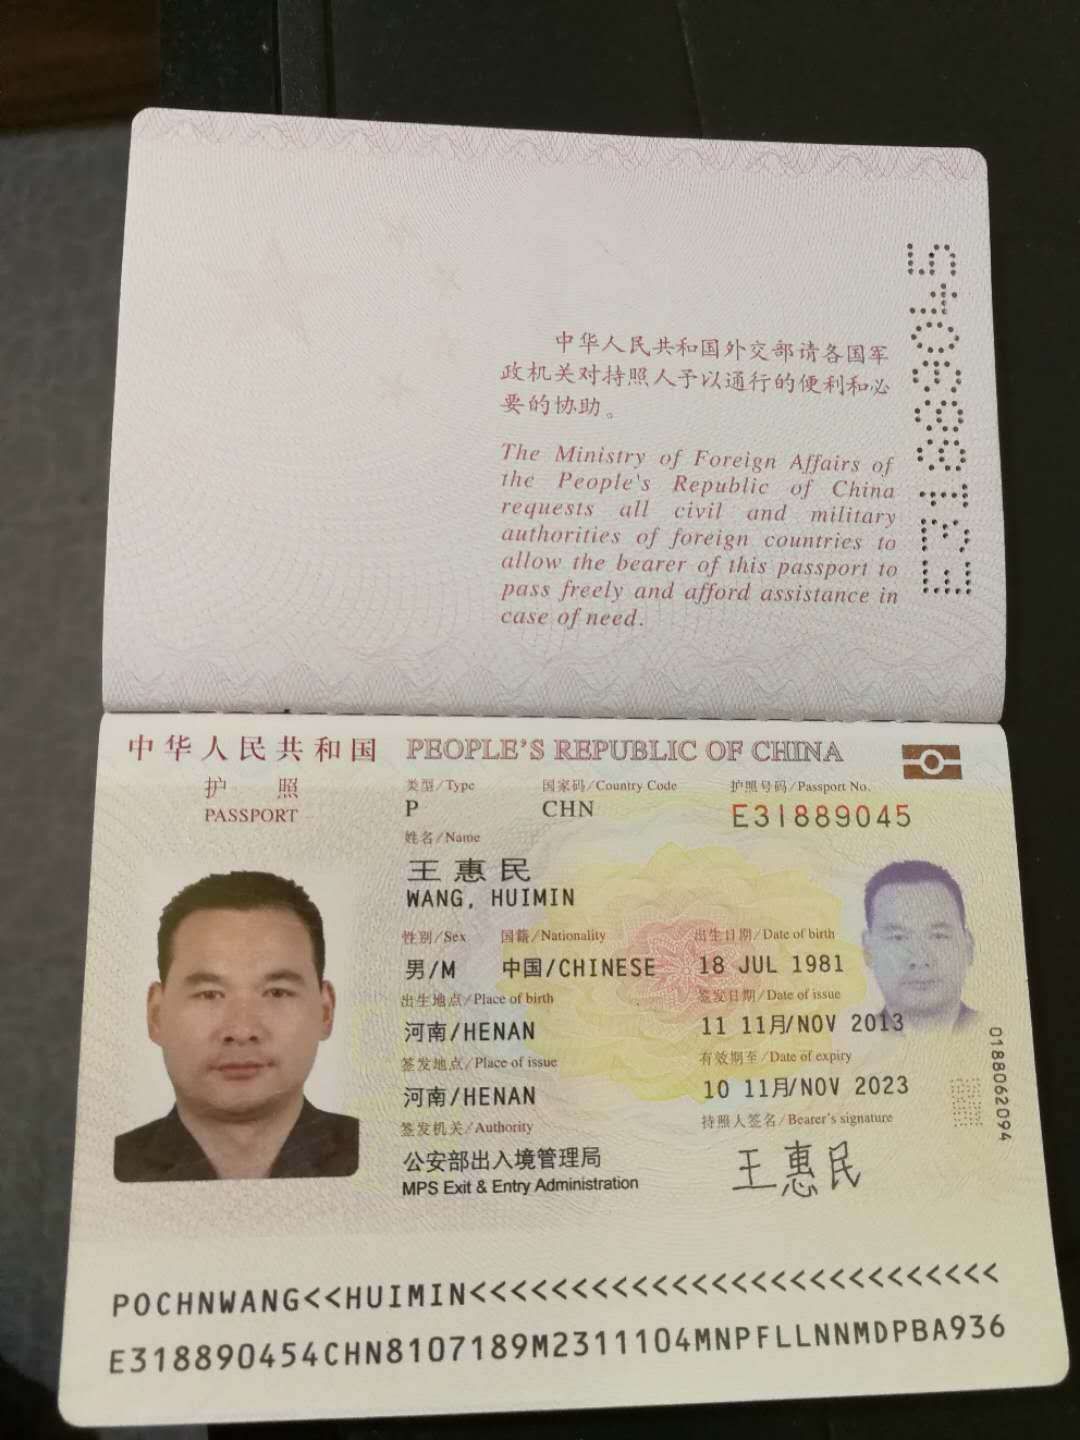 中华人民共和国外交部请各国军
政机关对持照人予以通行的便利和必
要的协助。
The Ministry of Foreign Affairs of
the People's Republic of China
requests all civil and military
authorities of foreign countries to
allow the bearer of this passport to
pass freely and afford assistance in
case of need.
E31889045
中华人民共和国 PEOPLE'S REPUBLIC OF CHINA
护 照
PASSPORT
类型/Type 国家码/Country Code 护照号码/Passport No.
P CHN E31889045
姓名/Name
王惠民
WANG, HUIMIN
性别/Sex 国籍/Nationality 出生日期/Date of birth
男/M 中国/CHINESE 18 JUL 1981
出生地点/Place of birth 签发日期/Date of issue
河南/HENAN 11 11月/NOV 2013
签发地点/Place of issue 有效期至/Date of expiry
河南/HENAN 10 11月/NOV 2023
签发机关/Authority 持照人签名/Bearer's signature
公安部出入境管理局 王惠民
MPS Exit & Entry Administration
0188062094
POCHNWANG<<HUIMIN<<<<<<<<<<<<<<<<<<<<<<<<<<<
E318890454CHN8107189M2311104MNPFLLNNMDPBA936